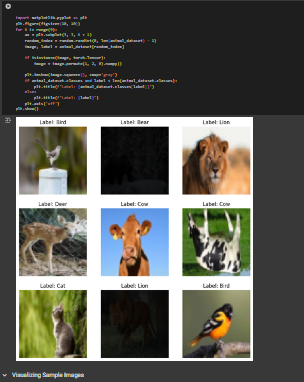 import matplotlib.pyplot as plt
plt.figure(figsize=(10, 10))
for i in range(9):
ax = plt.subplot(3, 3, i + 1)
random_index = random.randint(0, len(animal_dataset) - 1)
image, label = animal_dataset[random_index]
if isinstance(image, torch.Tensor):
image = image.permute(1, 2, 0).numpy()
plt.imshow(image.squeeze(), cmap='gray')
if animal_dataset.classes and label < len(animal_dataset.classes):
plt.title(f"Label: {animal_dataset.classes[label]}")
else:
plt.title(f"Label: {label}")
plt.axis("off")
plt.show()
Label: Bird Label: Bear Label: Lion
Label: Deer Label: Cow Label: Cow
Label: Cat Label: Lion Label: Bird
Visualizing Sample Images